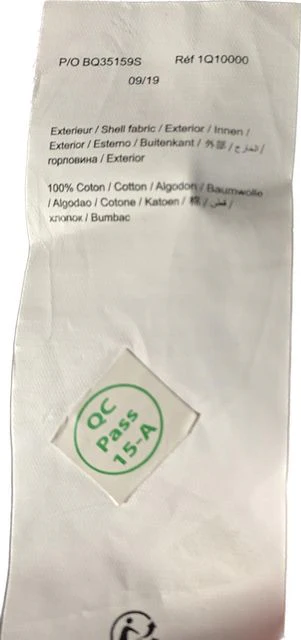 P/O BQ35159S Réf 1Q10000
09/19
Exterieur / Shell fabric / Exterior / Innen /
Exterior / Esterno / Buitenkant / 外部 / خارج /
горловина / Exterior
100% Coton / Cotton / Algodon / Baumwolle
/ Algodao / Cotone / Katoen / 棉 / قطن /
хлопок / Bumbac
QC
Pass
15-A